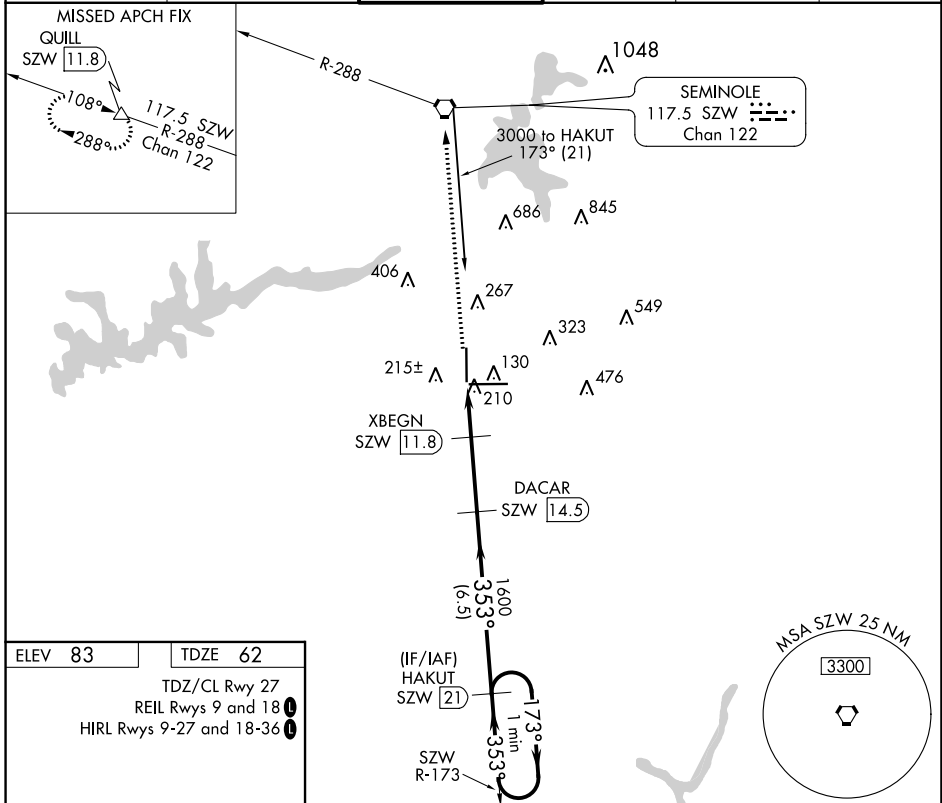 MISSED APCH FIX
QUILL
SZW 11.8
108°
288°
117.5 SZW
R-288
Chan 122
R-288
1048
SEMINOLE
117.5 SZW
Chan 122
3000 to HAKUT
173° (21)
686
845
406
267
549
323
215±
130
476
210
XBEGN
SZW 11.8
DACAR
SZW 14.5
1600
353°
(6.5)
(IF/IAF)
HAKUT
SZW 21
173°
1 min
353°
SZW
R-173
MSA SZW 25 NM
3300
ELEV 83
TDZE 62
TDZ/CL Rwy 27
REIL Rwys 9 and 18 L
HIRL Rwys 9-27 and 18-36 L